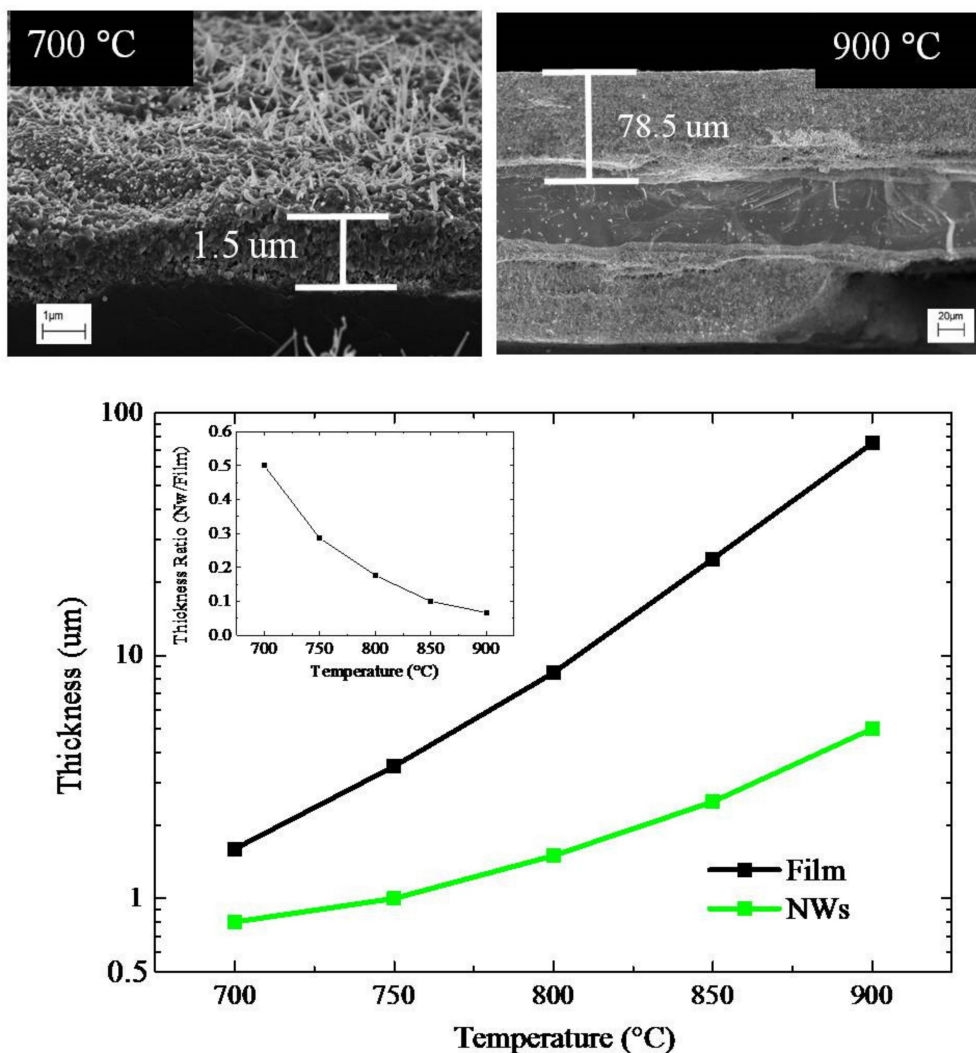 700 °C
1.5 um
1µm
900 °C
78.5 um
20µm
Thickness (um)
100
10
1
0.5
Thickness Ratio (Nw/Film)
0.6
0.5
0.4
0.3
0.2
0.1
0.0
700 750 800 850 900
Temperature (°C)
Film
NWs
700 750 800 850 900
Temperature (°C)